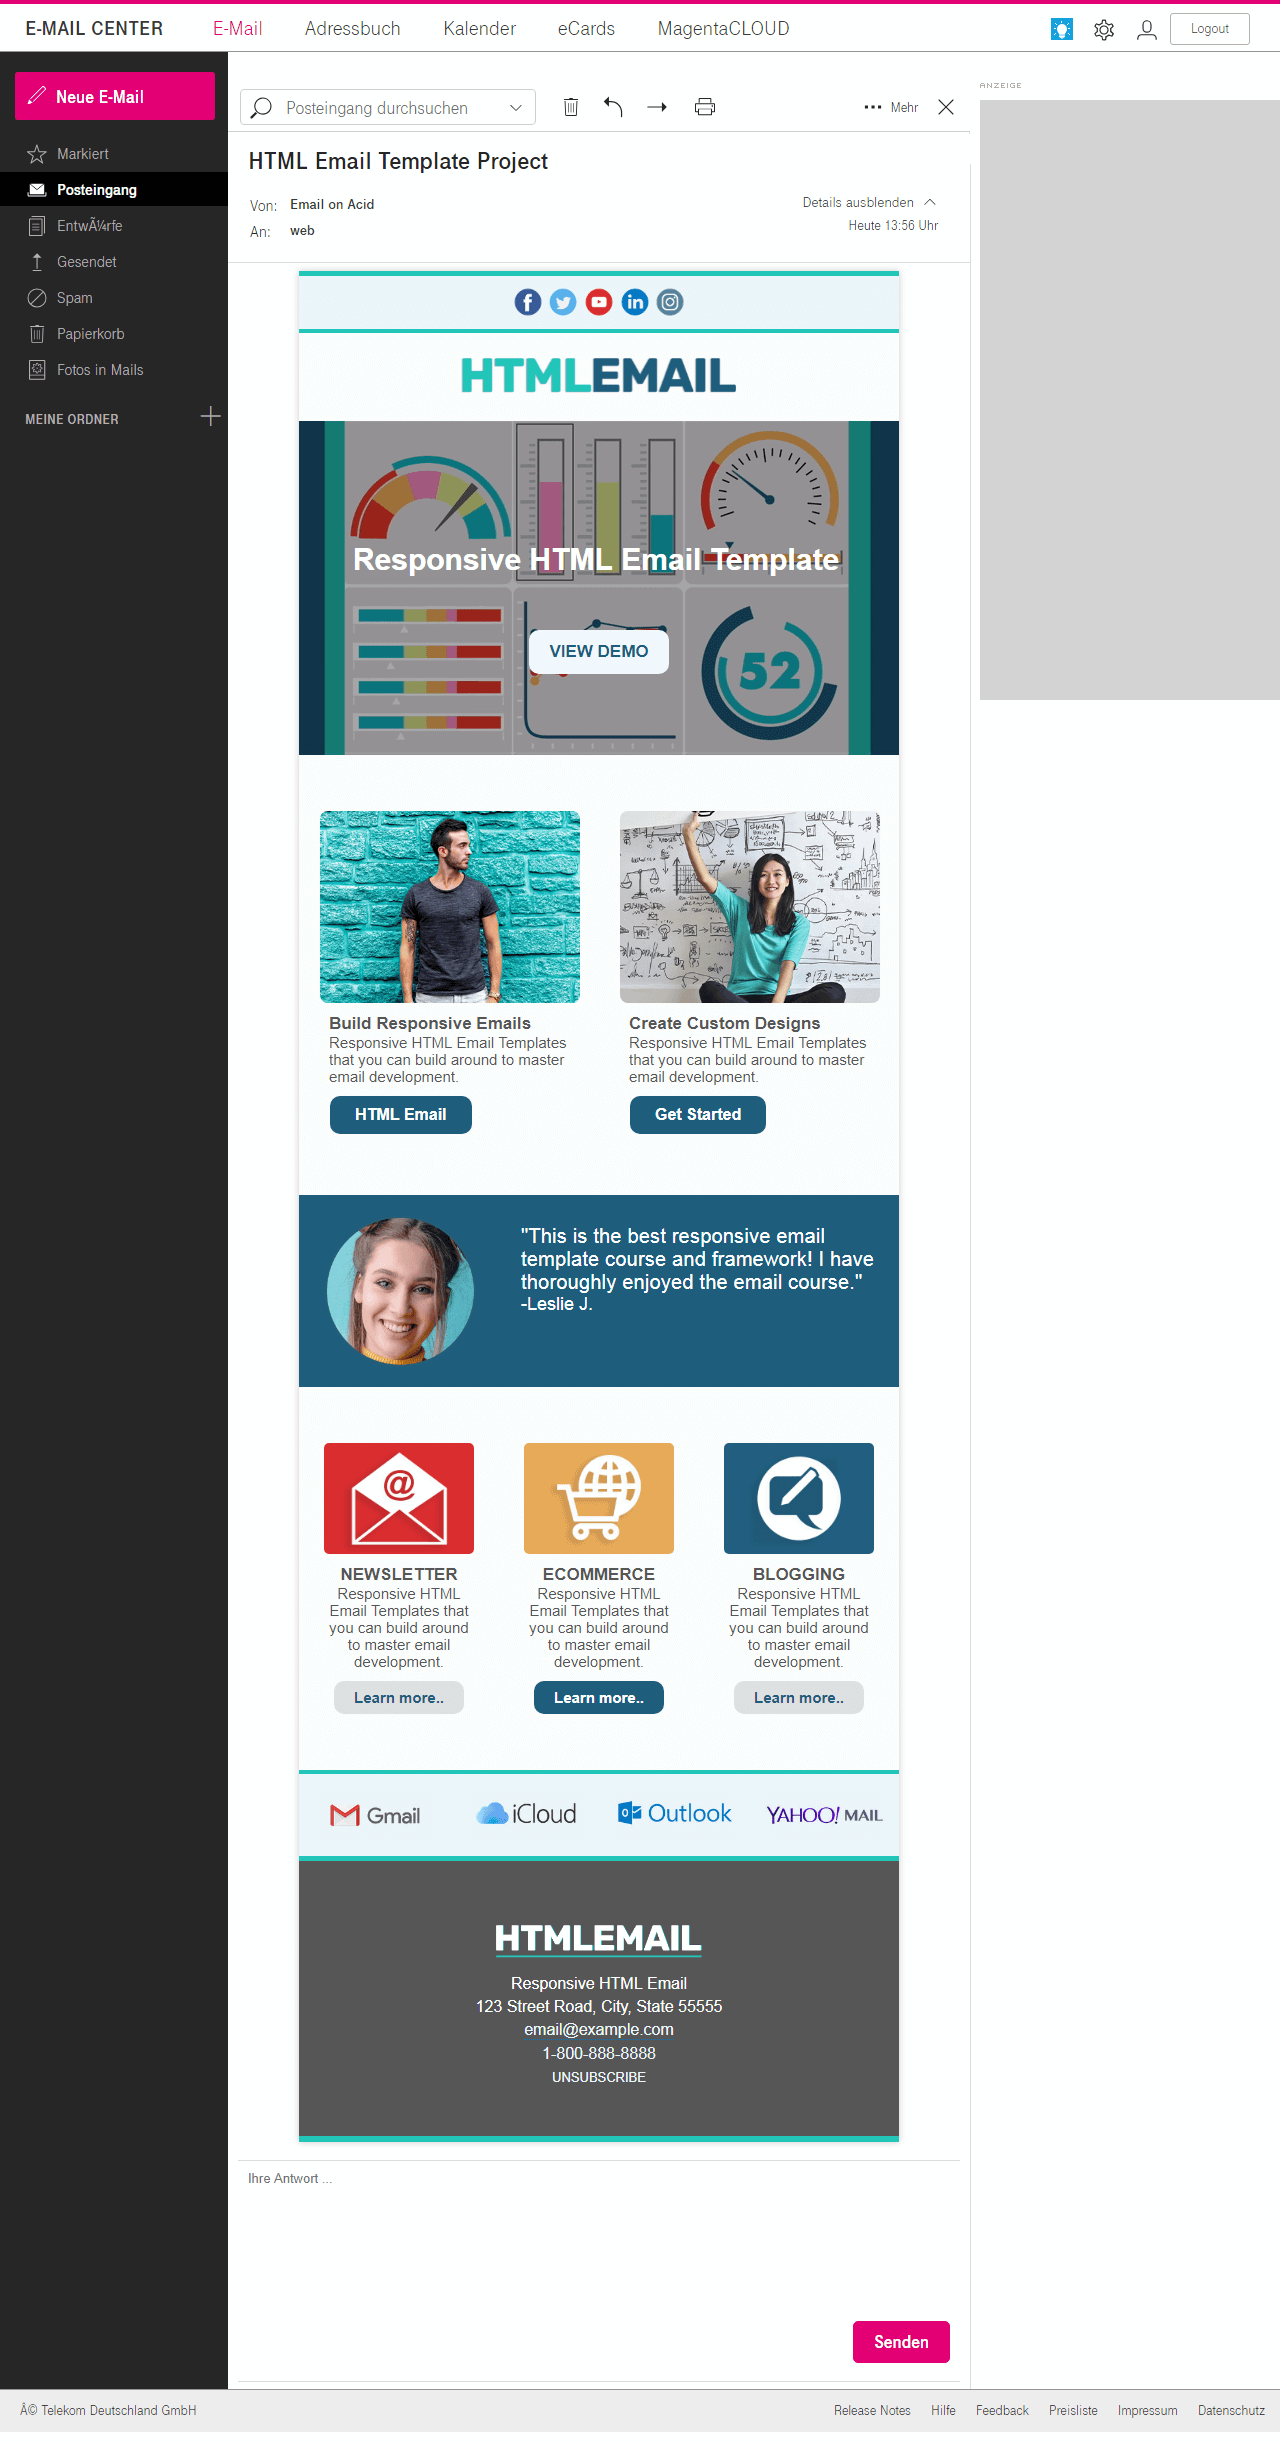 E-MAIL CENTER E-Mail Adressbuch Kalender eCards MagentaCLOUD Logout
Neue E-Mail
Markiert
Posteingang
EntwÃ¼rfe
Gesendet
Spam
Papierkorb
Fotos in Mails
MEINE ORDNER
Posteingang durchsuchen
Mehr
ANZEIGE
HTML Email Template Project
Von: Email on Acid
Details ausblenden
An: web
Heute 13:56 Uhr
HTMLEMAIL
Responsive HTML Email Template
VIEW DEMO
52
Build Responsive Emails
Responsive HTML Email Templates
that you can build around to master
email development.
HTML Email
Create Custom Designs
Responsive HTML Email Templates
that you can build around to master
email development.
Get Started
"This is the best responsive email
template course and framework! I have
thoroughly enjoyed the email course."
-Leslie J.
NEWSLETTER
Responsive HTML
Email Templates that
you can build around
to master email
development.
Learn more..
ECOMMERCE
Responsive HTML
Email Templates that
you can build around
to master email
development.
Learn more..
BLOGGING
Responsive HTML
Email Templates that
you can build around
to master email
development.
Learn more..
Gmail iCloud Outlook YAHOO! MAIL
HTMLEMAIL
Responsive HTML Email
123 Street Road, City, State 55555
email@example.com
1-800-888-8888
UNSUBSCRIBE
Ihre Antwort ...
Senden
Â© Telekom Deutschland GmbH
Release Notes Hilfe Feedback Preisliste Impressum Datenschutz